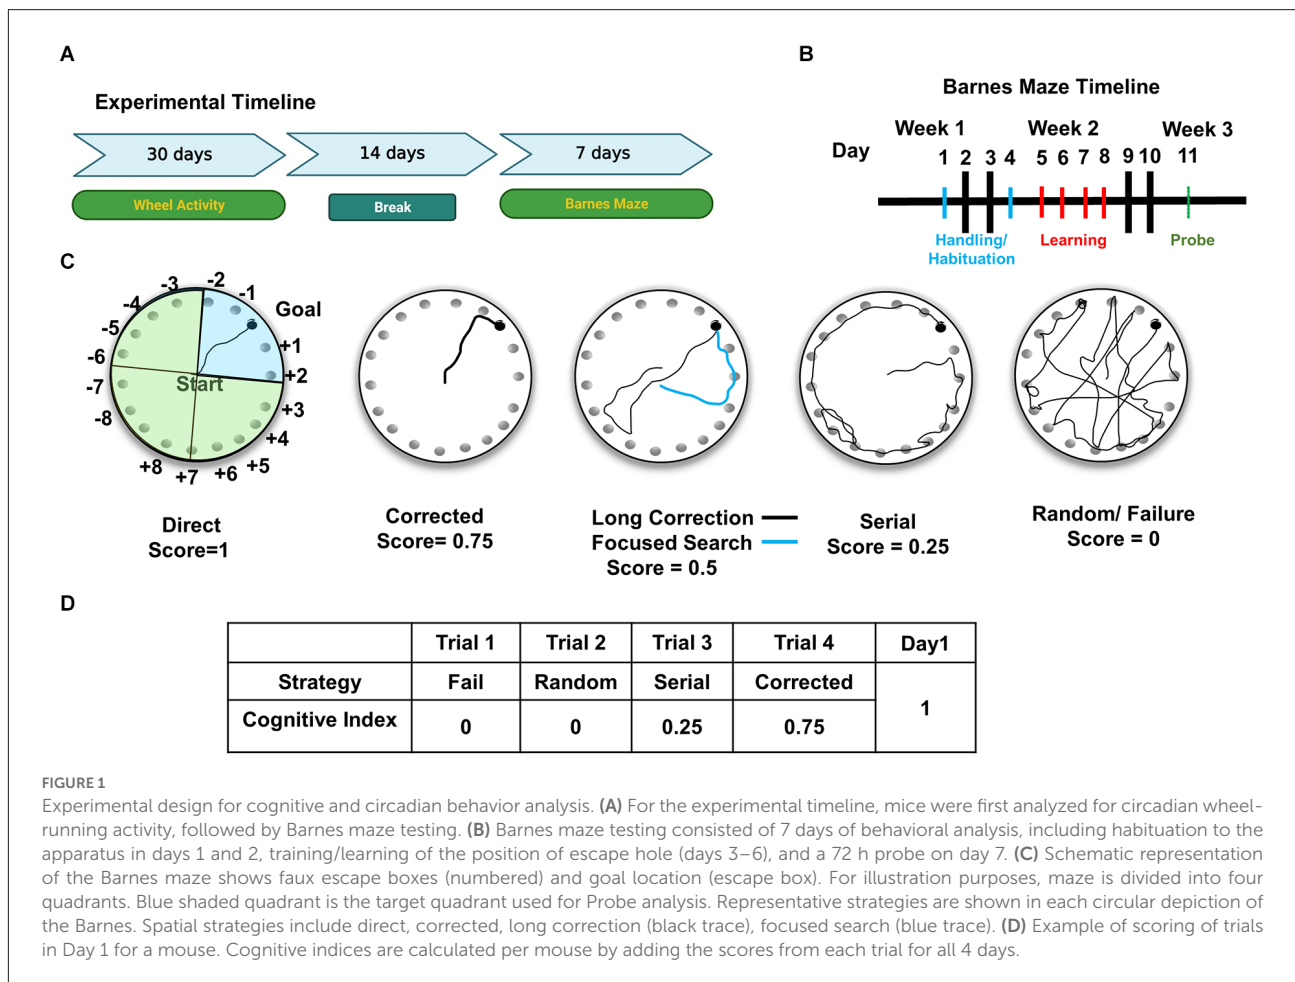 A
Experimental Timeline
30 days
14 days
7 days
Wheel Activity
Break
Barnes Maze
B
Barnes Maze Timeline
Week 1
Week 2
Week 3
Day
1 2 3 4 5 6 7 8 9 10 11
Handling/
Habituation
Learning
Probe
C
-3 -2 -1
-4
Goal
-5
+1
-6
Start
+2
-7
+3
-8
+4
+8 +7 +6 +5
Direct
Score=1
Corrected
Score= 0.75
Long Correction
Focused Search
Score = 0.5
Serial
Score = 0.25
Random/ Failure
Score = 0
D
Trial 1 Trial 2 Trial 3 Trial 4 Day1
Strategy Fail Random Serial Corrected
1
Cognitive Index 0 0 0.25 0.75
FIGURE 1
Experimental design for cognitive and circadian behavior analysis. (A) For the experimental timeline, mice were first analyzed for circadian wheel-
running activity, followed by Barnes maze testing. (B) Barnes maze testing consisted of 7 days of behavioral analysis, including habituation to the
apparatus in days 1 and 2, training/learning of the position of escape hole (days 3–6), and a 72 h probe on day 7. (C) Schematic representation
of the Barnes maze shows faux escape boxes (numbered) and goal location (escape box). For illustration purposes, maze is divided into four
quadrants. Blue shaded quadrant is the target quadrant used for Probe analysis. Representative strategies are shown in each circular depiction of
the Barnes. Spatial strategies include direct, corrected, long correction (black trace), focused search (blue trace). (D) Example of scoring of trials
in Day 1 for a mouse. Cognitive indices are calculated per mouse by adding the scores from each trial for all 4 days.